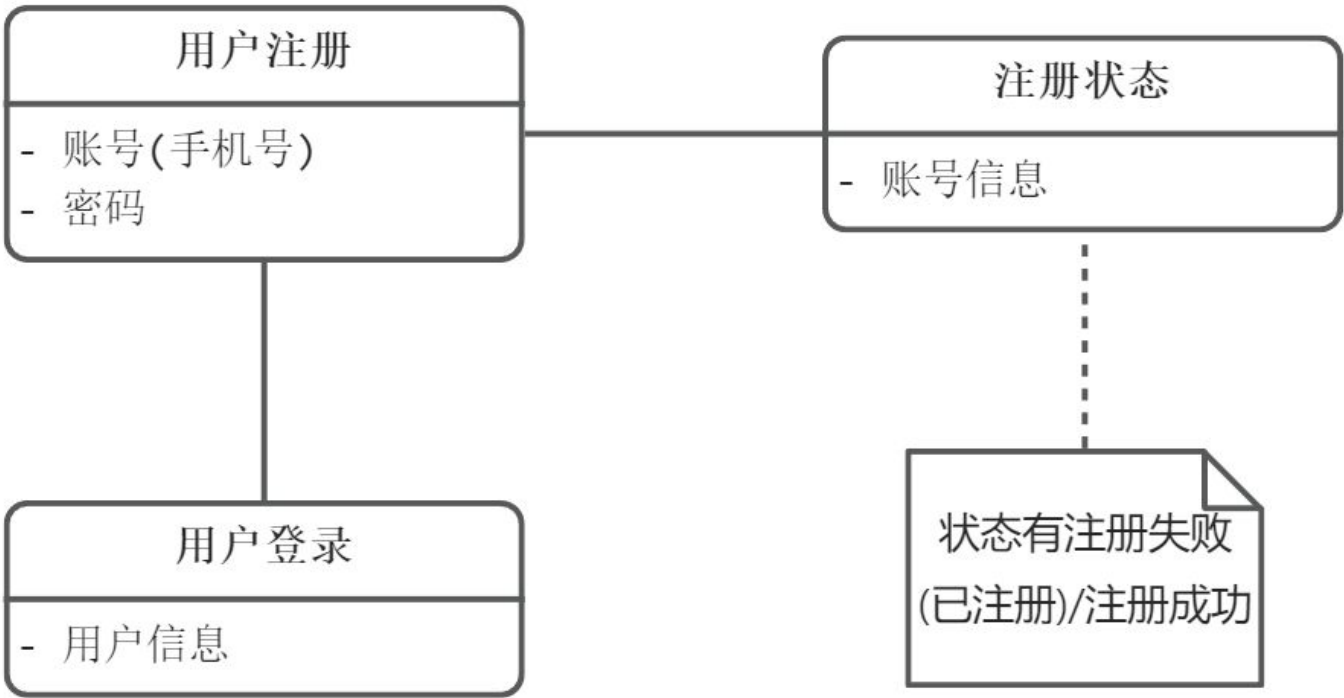 用户注册
- 账号(手机号)
- 密码
注册状态
- 账号信息
用户登录
- 用户信息
状态有注册失败
(已注册)/注册成功